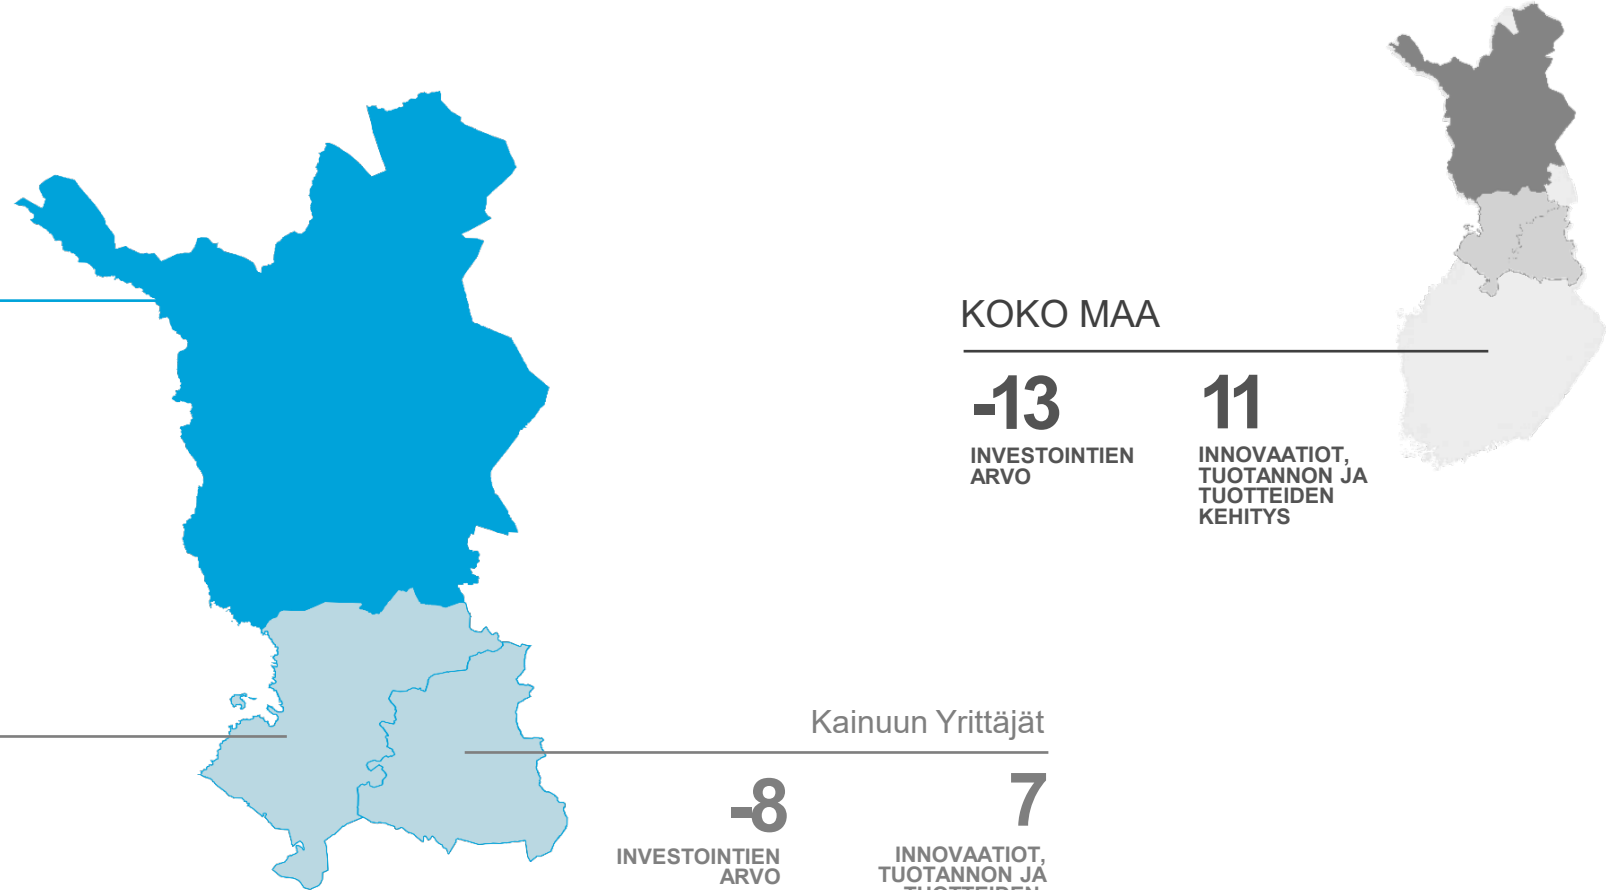 KOKO MAA
-13
INVESTOINTIEN
ARVO
11
INNOVAATIOT,
TUOTANNON JA
TUOTTEIDEN
KEHITYS
Kainuun Yrittäjät
-8
INVESTOINTIEN
ARVO
7
INNOVAATIOT,
TUOTANNON JA
TUOTTEIDEN